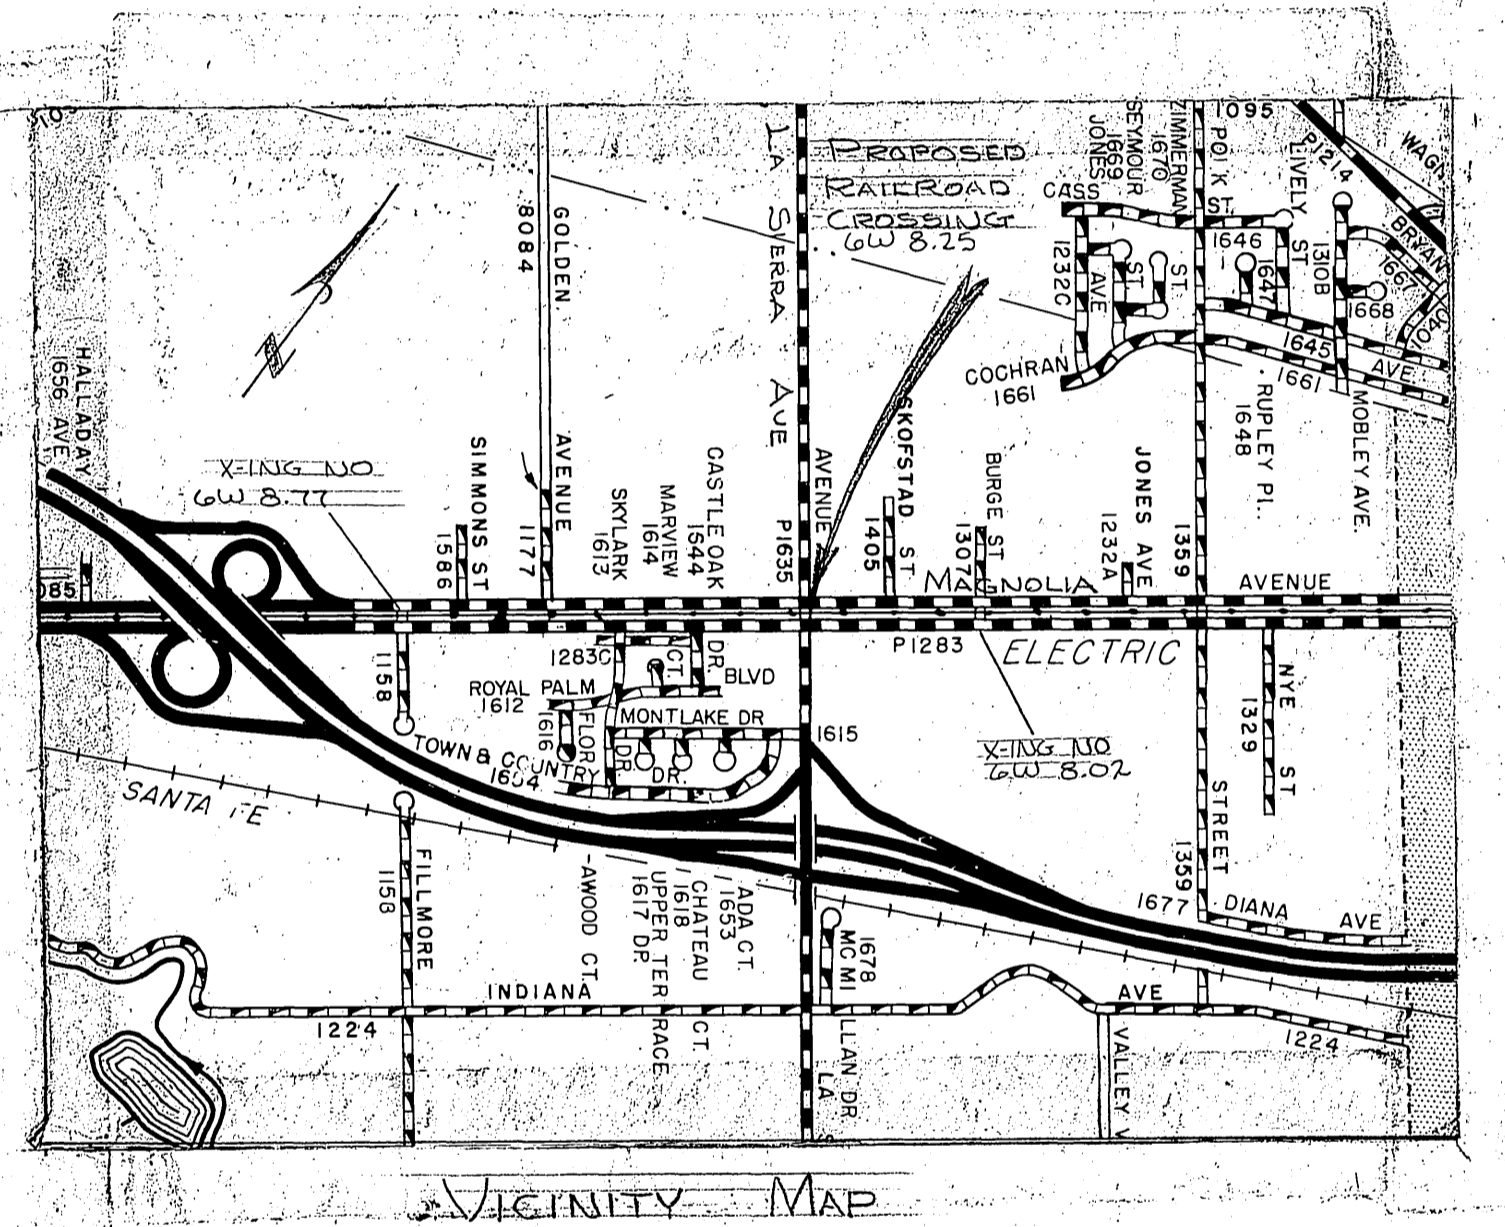 PROPOSED
RAILROAD
CROSSING
6W 8.25
LA SIERRA AVE
AVENUE
P1635
GOLDEN
AVENUE
8084
1177
HALLADAY
1656 AVE
X-ING NO
6W 8.77
SIMMONS ST
1586
SKYLARK
1613
MARVIEW
1614
CASTLE OAK
1544
SKOFSTAD ST
1405
BURGE ST
1307
JONES AVE
1232A
1359
MAGNOLIA
AVENUE
P1283
ELECTRIC
JONES
1669
SEYMOUR
1670
ZIMMERMAN
CASS
1232C
AVE
ST
ST
COCHRAN
1661
1095
ST.
LIVELY ST
1646
1647
1310B
P1214
BRYAN
1667
1668
1645
AVE
1661
RUPLEY PL.
1648
MOBLEY AVE.
1158
1283C
CT.
DR.
BLVD
ROYAL PALM
1612
1616
FLOR
DR.
MONTLAKE DR
1615
TOWN & COUNTRY
DR.
SANTA FE
X-ING NO
6W 8.02
NYE ST
1329
STREET
1359
1677
DIANA AVE
FILLMORE
1158
-AWOOD CT.
UPPER TERRACE
1617 DR.
CHATEAU CT.
1618
ADA CT.
1653
MC MILLAN DR
1678
LA
INDIANA
AVE
1224
1224
VALLEY
VICINITY MAP